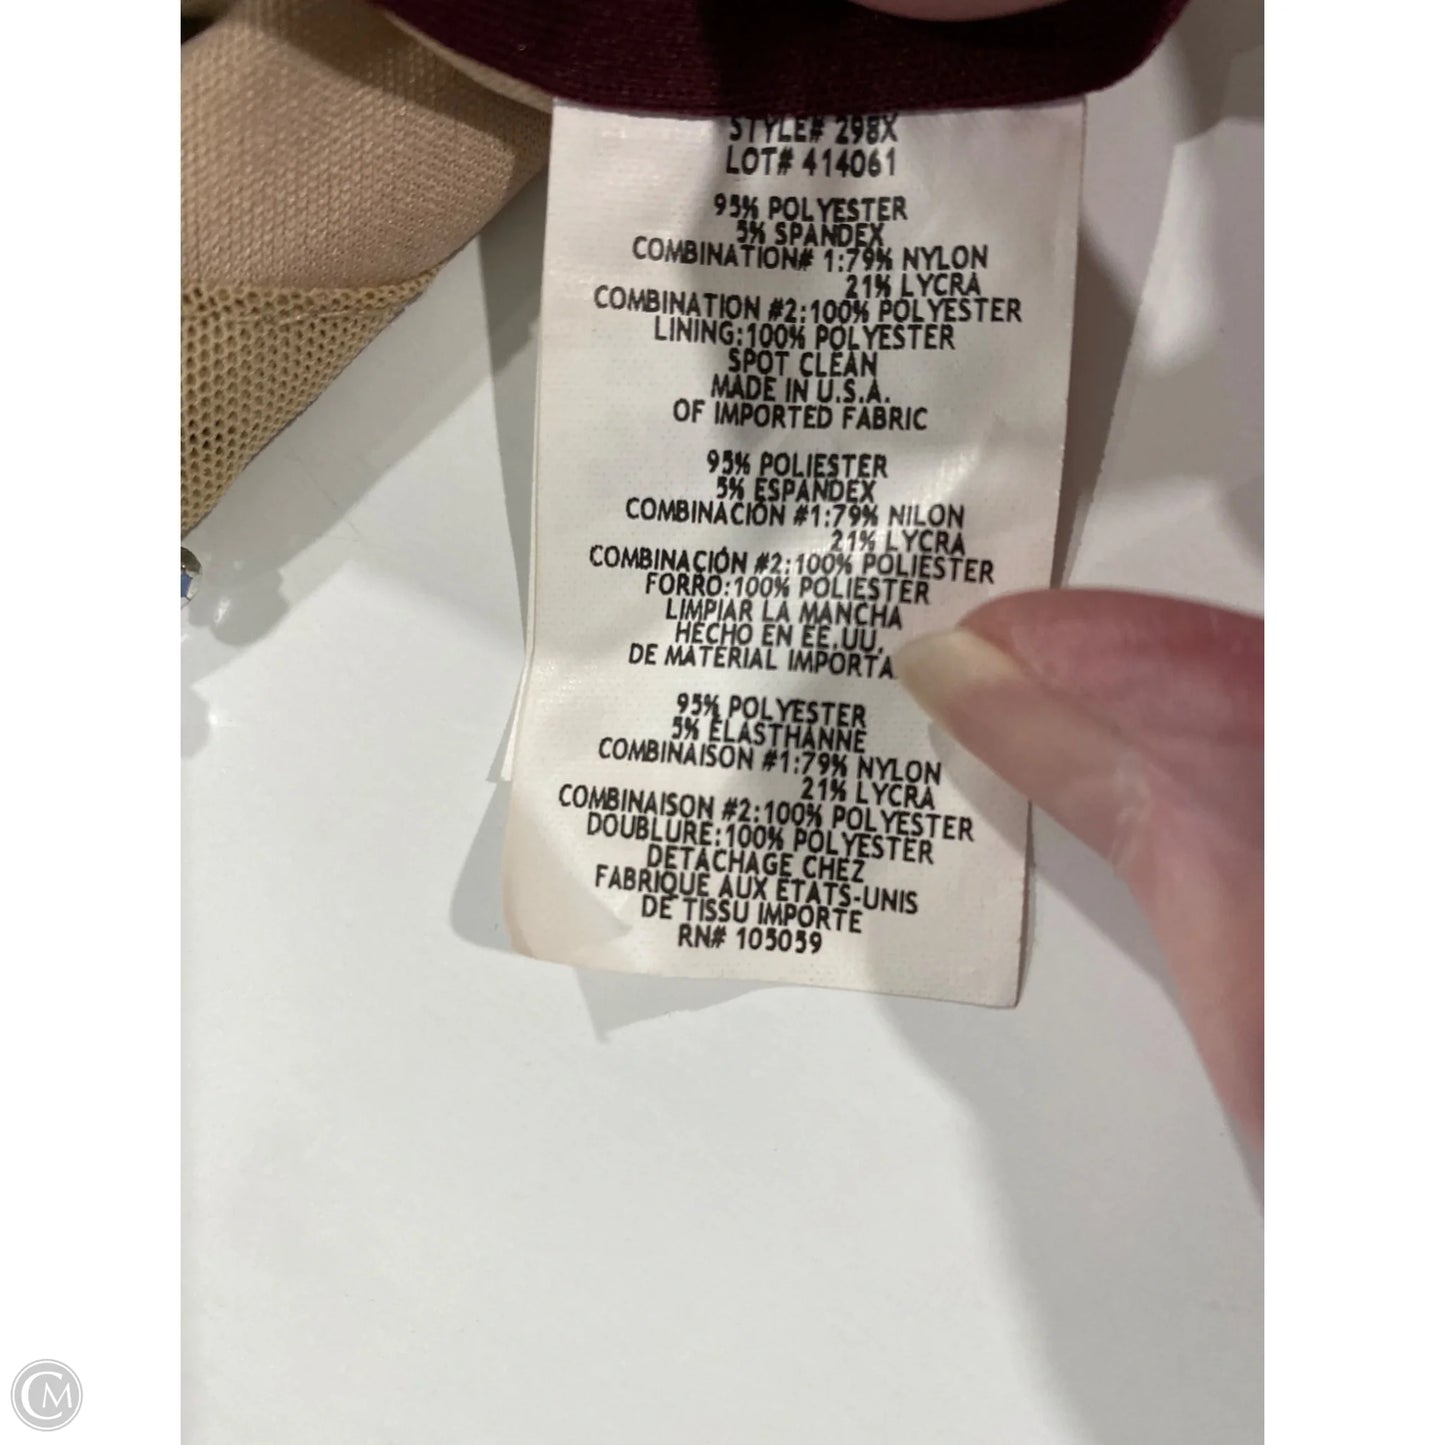 STYLE# 298X
LOT# 414061
95% POLYESTER
5% SPANDEX
COMBINATION# 1:79% NYLON
21% LYCRA
COMBINATION #2:100% POLYESTER
LINING:100% POLYESTER
SPOT CLEAN
MADE IN U.S.A.
OF IMPORTED FABRIC
95% POLIESTER
5% ESPANDEX
COMBINACIÓN #1:79% NILON
21% LYCRA
COMBINACIÓN #2:100% POLIESTER
FORRO:100% POLIESTER
LIMPIAR LA MANCHA
HECHO EN EE.UU.
DE MATERIAL IMPORTA
95% POLYESTER
5% ÉLASTHANNE
COMBINAISON #1:79% NYLON
21% LYCRA
COMBINAISON #2:100% POLYESTER
DOUBLURE:100% POLYESTER
DETACHAGE CHEZ
FABRIQUE AUX ETATS-UNIS
DE TISSU IMPORTE
RN# 105059
CM